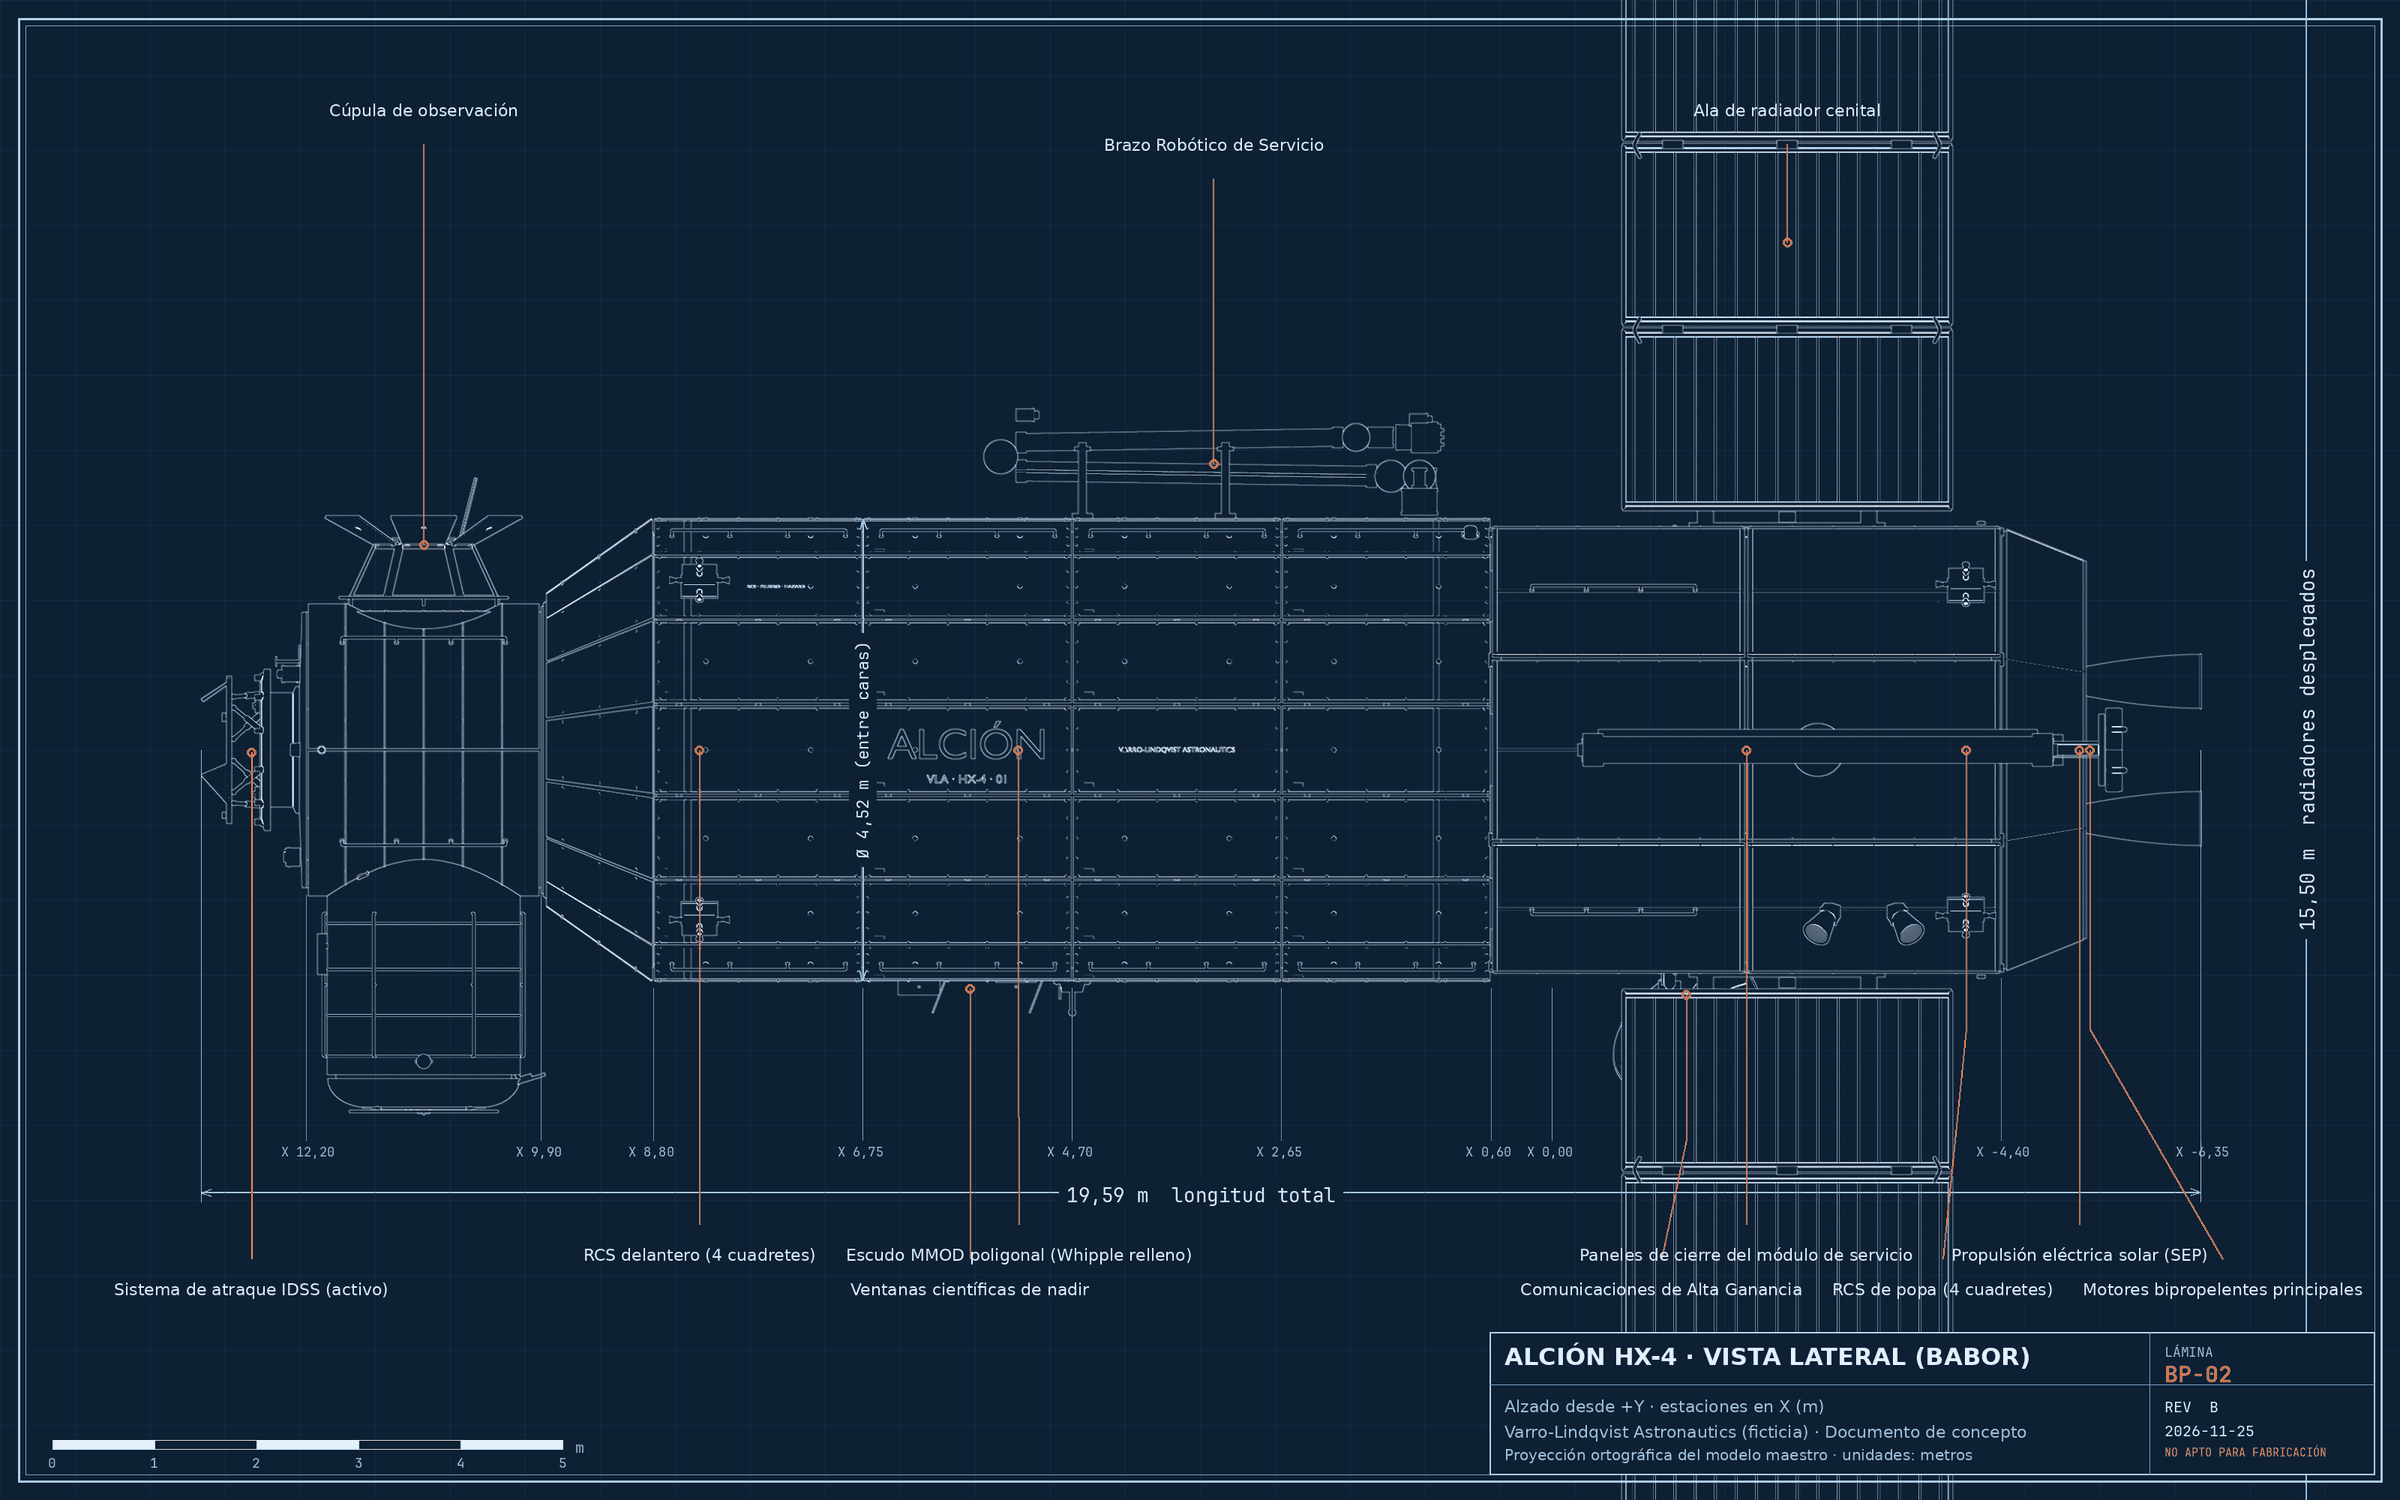 Cúpula de observación
Ala de radiador cenital
Brazo Robótico de Servicio
Ø 4,52 m (entre caras)
ALCIÓN
VLA · HX-4 · 01
VARRO-LINDQVIST ASTRONAUTICS
15,50 m radiadores desplegados
X 12,20
X 9,90
X 8,80
X 6,75
X 4,70
X 2,65
X 0,60
X 0,00
X -4,40
X -6,35
19,59 m longitud total
RCS delantero (4 cuadretes)
Escudo MMOD poligonal (Whipple relleno)
Paneles de cierre del módulo de servicio
Propulsión eléctrica solar (SEP)
Sistema de atraque IDSS (activo)
Ventanas científicas de nadir
Comunicaciones de Alta Ganancia
RCS de popa (4 cuadretes)
Motores bipropelentes principales
ALCIÓN HX-4 · VISTA LATERAL (BABOR)
LÁMINA
BP-02
Alzado desde +Y · estaciones en X (m)
REV B
Varro-Lindqvist Astronautics (ficticia) · Documento de concepto
2026-11-25
Proyección ortográfica del modelo maestro · unidades: metros
NO APTO PARA FABRICACIÓN
m
0 1 2 3 4 5